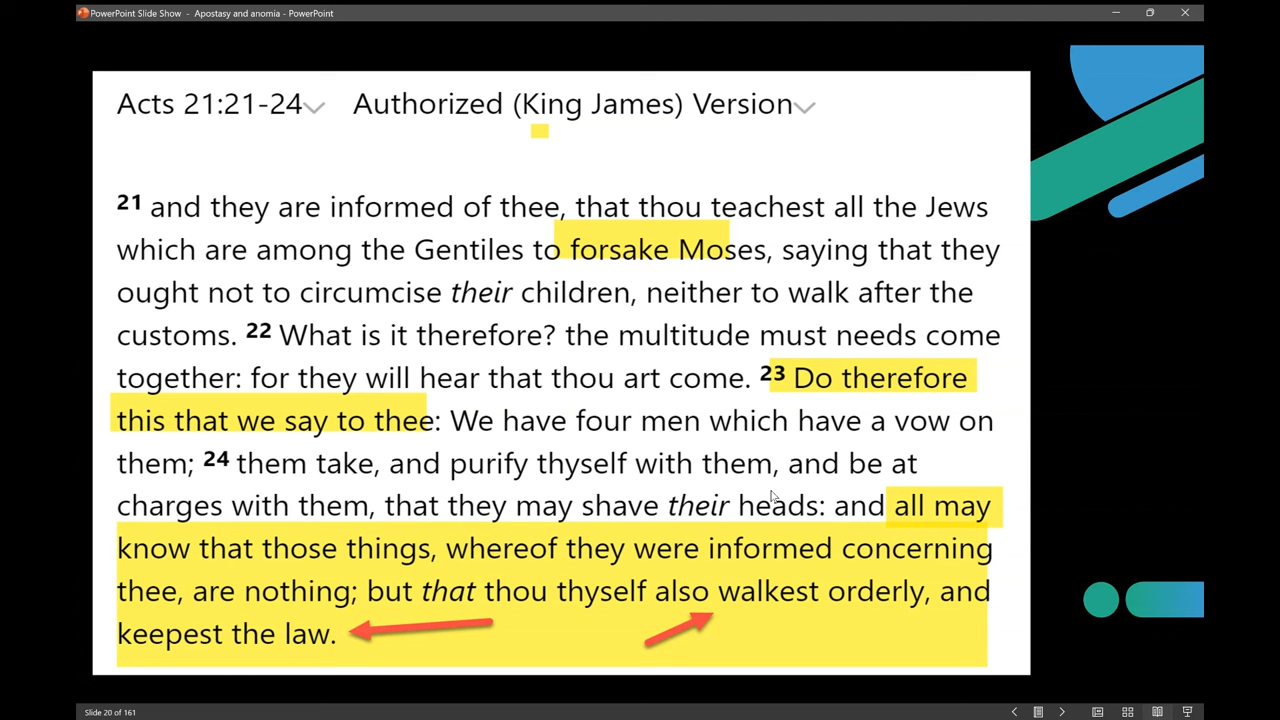 PowerPoint Slide Show - Apostasy and anomia - PowerPoint
Acts 21:21-24 Authorized (King James) Version
21 and they are informed of thee, that thou teachest all the Jews
which are among the Gentiles to forsake Moses, saying that they
ought not to circumcise their children, neither to walk after the
customs. 22 What is it therefore? the multitude must needs come
together: for they will hear that thou art come. 23 Do therefore
this that we say to thee: We have four men which have a vow on
them; 24 them take, and purify thyself with them, and be at
charges with them, that they may shave their heads: and all may
know that those things, whereof they were informed concerning
thee, are nothing; but that thou thyself also walkest orderly, and
keepest the law.
Slide 20 of 161